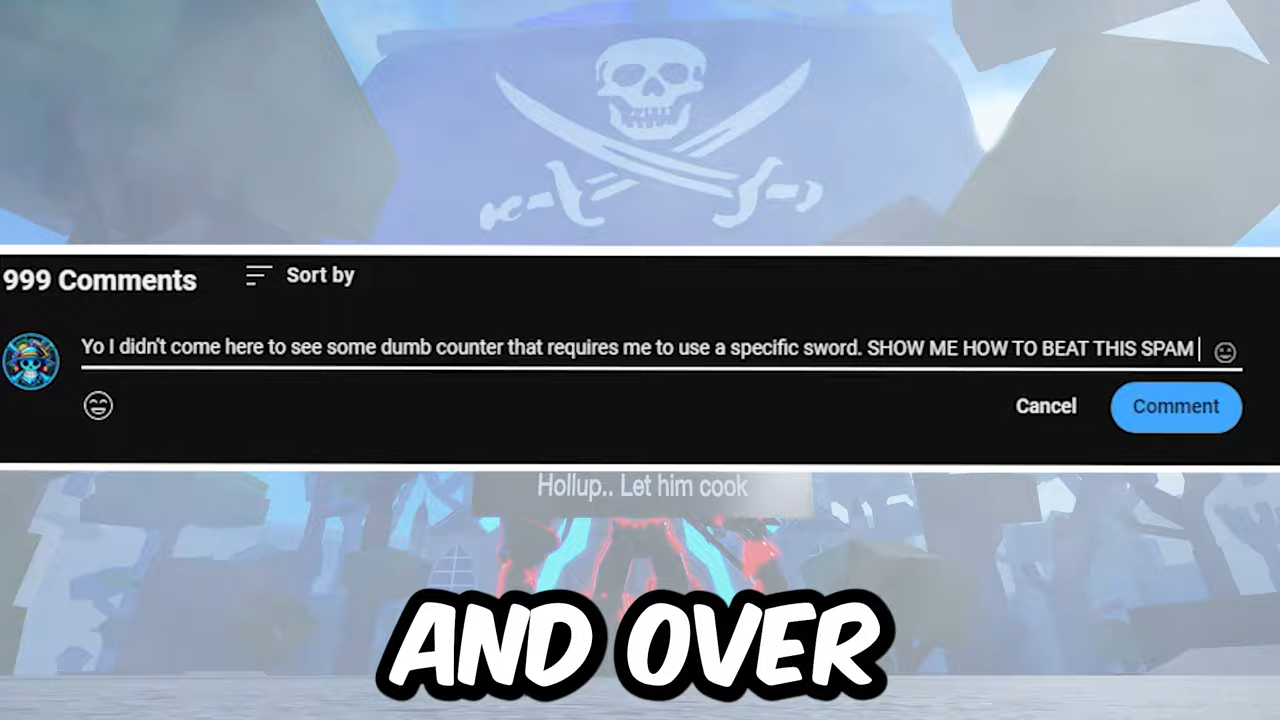 999 Comments
Sort by
Yo I didn't come here to see some dumb counter that requires me to use a specific sword. SHOW ME HOW TO BEAT THIS SPAM
Cancel
Comment
Hollup.. Let him cook
AND OVER